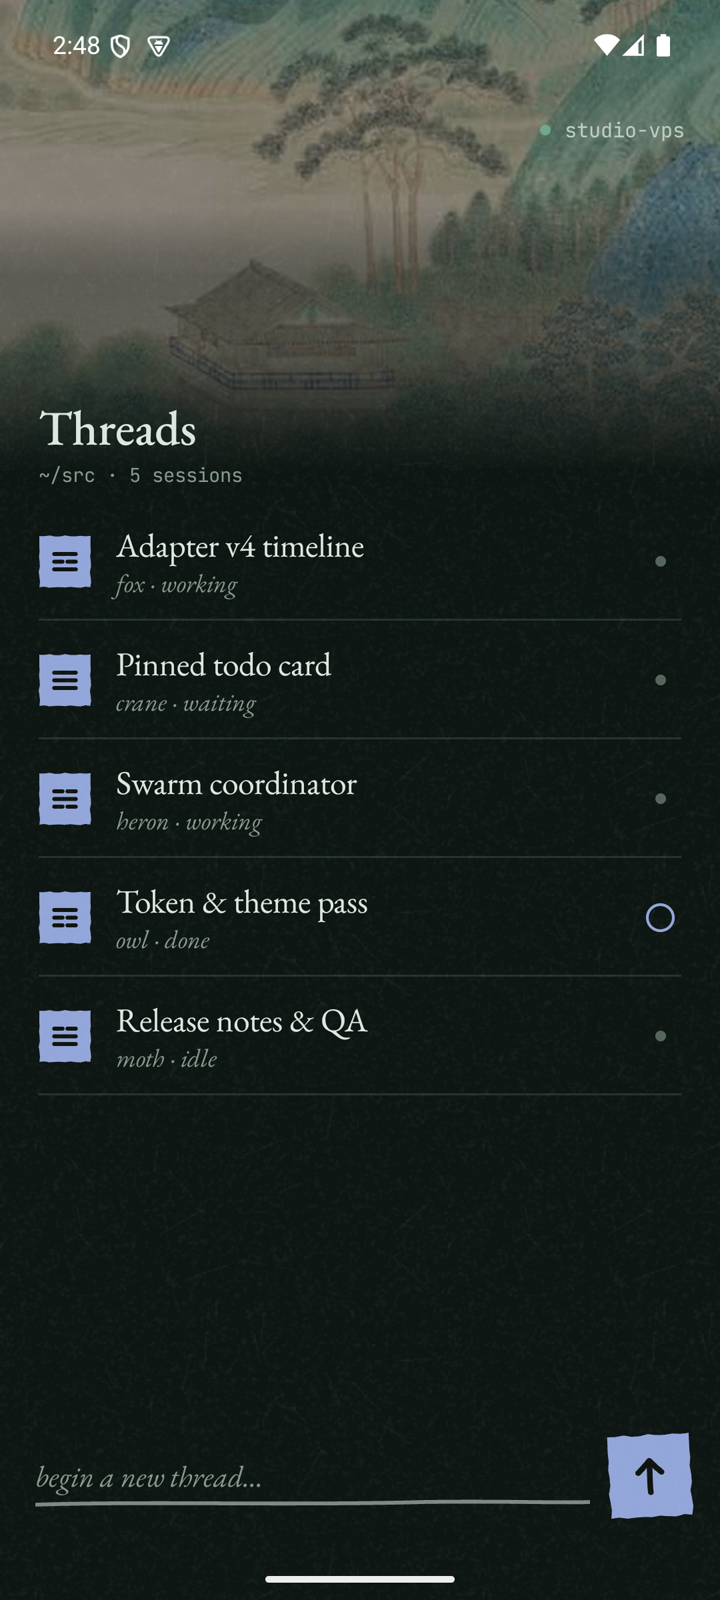 2:48
studio-vps
Threads
~/src · 5 sessions
Adapter v4 timeline
fox · working
Pinned todo card
crane · waiting
Swarm coordinator
heron · working
Token & theme pass
owl · done
Release notes & QA
moth · idle
begin a new thread...